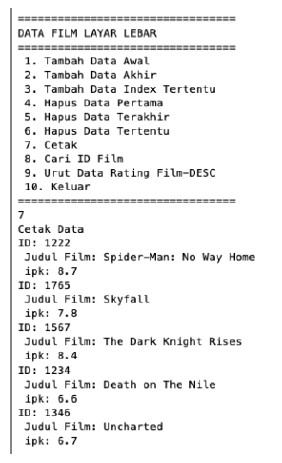 =================================
DATA FILM LAYAR LEBAR
=================================
1. Tambah Data Awal
2. Tambah Data Akhir
3. Tambah Data Index Tertentu
4. Hapus Data Pertama
5. Hapus Data Terakhir
6. Hapus Data Tertentu
7. Cetak
8. Cari ID Film
9. Urut Data Rating Film-DESC
10. Keluar
=================================
7
Cetak Data
ID: 1222
Judul Film: Spider-Man: No Way Home
ipk: 8.7
ID: 1765
Judul Film: Skyfall
ipk: 7.8
ID: 1567
Judul Film: The Dark Knight Rises
ipk: 8.4
ID: 1234
Judul Film: Death on The Nile
ipk: 6.6
ID: 1346
Judul Film: Uncharted
ipk: 6.7